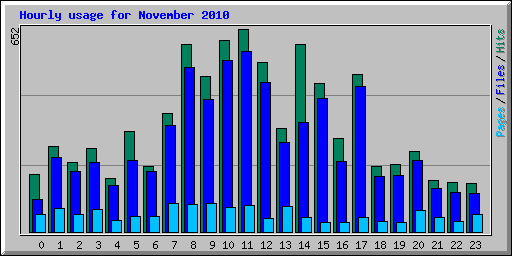 Hourly usage for November 2010
652
Pages / Files / Hits
0 1 2 3 4 5 6 7 8 9 10 11 12 13 14 15 16 17 18 19 20 21 22 23